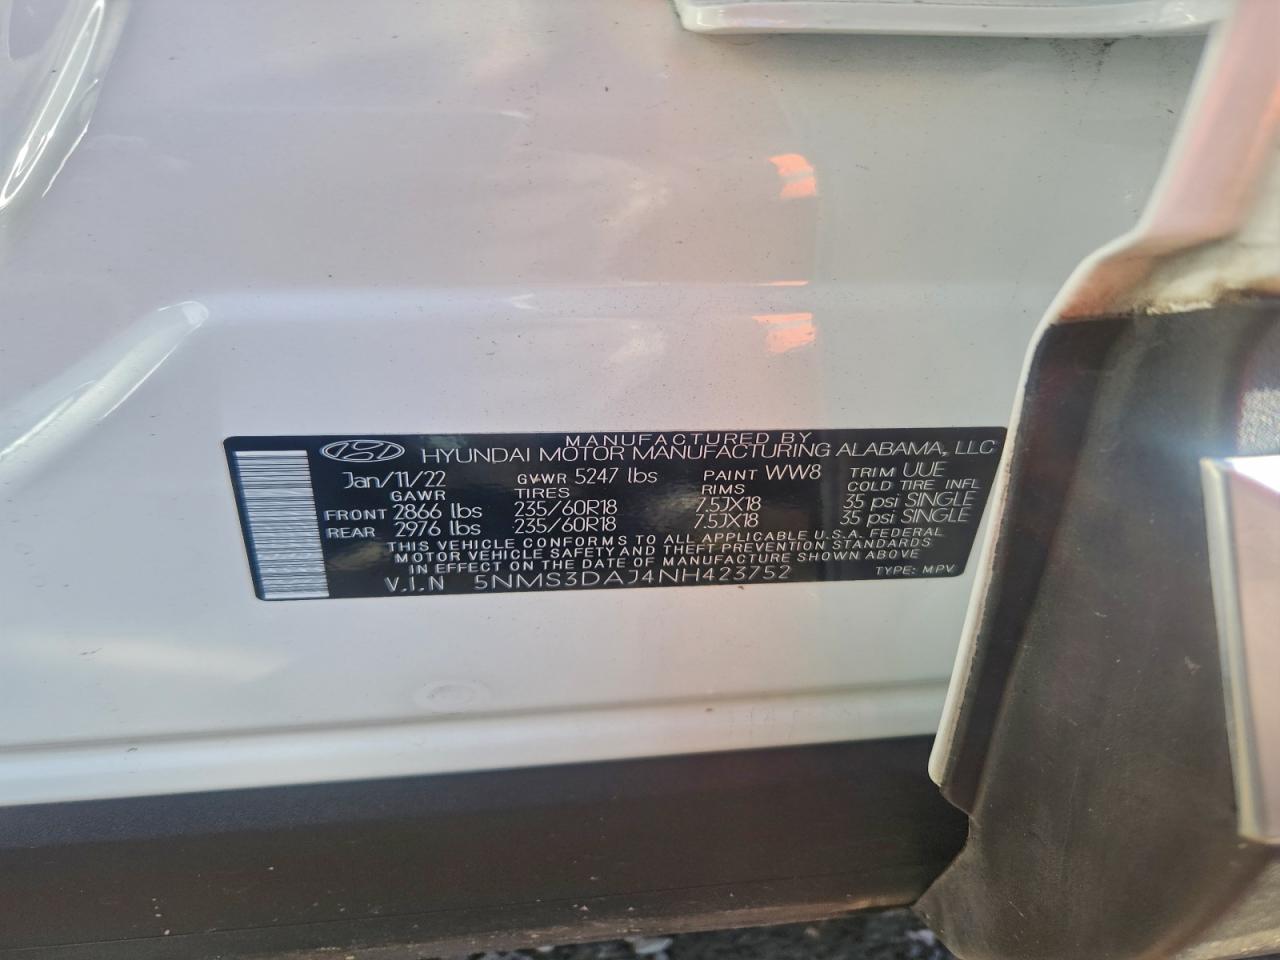 MANUFACTURED BY
HYUNDAI MOTOR MANUFACTURING ALABAMA, LLC
Jan/11/22 GVWR 5247 lbs PAINT WW8 TRIM UUE
GAWR TIRES RIMS COLD TIRE INFL
FRONT 2866 lbs 235/60R18 7.5JX18 35 psi SINGLE
REAR 2976 lbs 235/60R18 7.5JX18 35 psi SINGLE
THIS VEHICLE CONFORMS TO ALL APPLICABLE U.S.A. FEDERAL
MOTOR VEHICLE SAFETY AND THEFT PREVENTION STANDARDS
IN EFFECT ON THE DATE OF MANUFACTURE SHOWN ABOVE
V.I.N 5NMS3DAJ4NH423752 TYPE: MPV